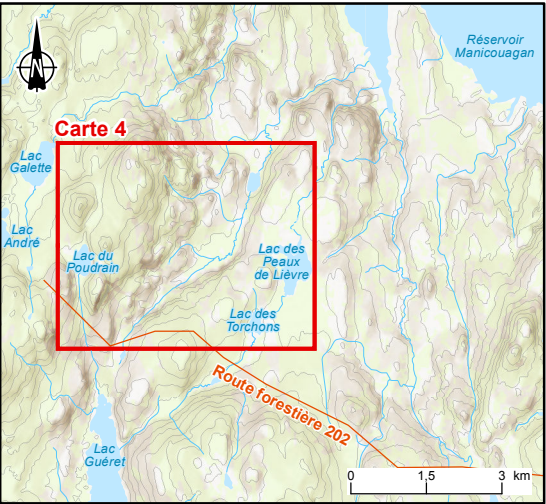 N
Réservoir
Manicouagan
Carte 4
Lac
Galette
Lac
André
Lac du
Poudrain
Lac des
Peaux
de Lièvre
Lac des
Torchons
Route forestière 202
Lac
Guéret
0 1,5 3 km